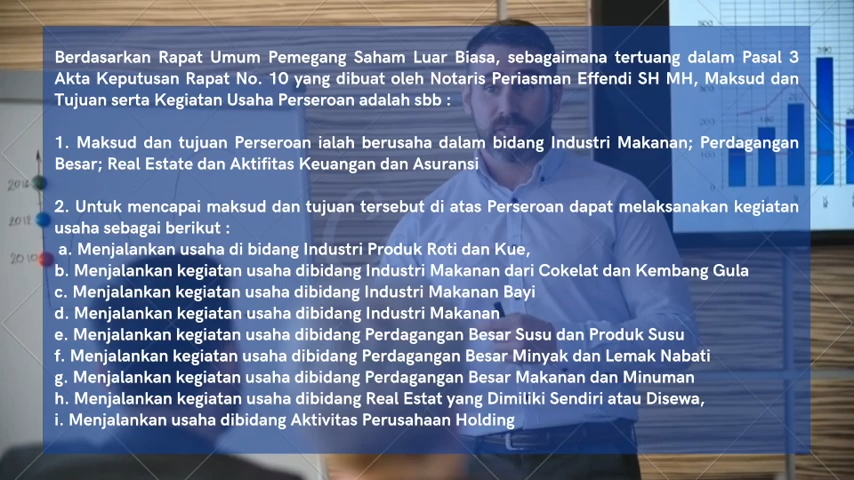 Berdasarkan Rapat Umum Pemegang Saham Luar Biasa, sebagaimana tertuang dalam Pasal 3
Akta Keputusan Rapat No. 10 yang dibuat oleh Notaris Periasman Effendi SH MH, Maksud dan
Tujuan serta Kegiatan Usaha Perseroan adalah sbb :
1. Maksud dan tujuan Perseroan ialah berusaha dalam bidang Industri Makanan; Perdagangan
Besar; Real Estate dan Aktifitas Keuangan dan Asuransi
2. Untuk mencapai maksud dan tujuan tersebut di atas Perseroan dapat melaksanakan kegiatan
usaha sebagai berikut :
a. Menjalankan usaha di bidang Industri Produk Roti dan Kue,
b. Menjalankan kegiatan usaha dibidang Industri Makanan dari Cokelat dan Kembang Gula
c. Menjalankan kegiatan usaha dibidang Industri Makanan Bayi
d. Menjalankan kegiatan usaha dibidang Industri Makanan
e. Menjalankan kegiatan usaha dibidang Perdagangan Besar Susu dan Produk Susu
f. Menjalankan kegiatan usaha dibidang Perdagangan Besar Minyak dan Lemak Nabati
g. Menjalankan kegiatan usaha dibidang Perdagangan Besar Makanan dan Minuman
h. Menjalankan kegiatan usaha dibidang Real Estat yang Dimiliki Sendiri atau Disewa,
i. Menjalankan usaha dibidang Aktivitas Perusahaan Holding